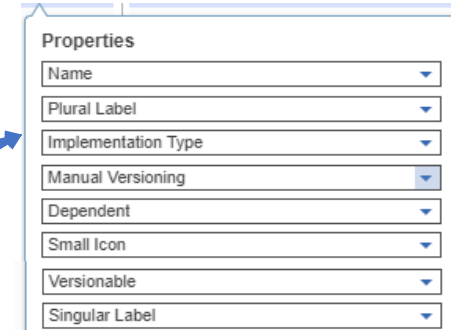 Properties
Name
Plural Label
Implementation Type
Manual Versioning
Dependent
Small Icon
Versionable
Singular Label